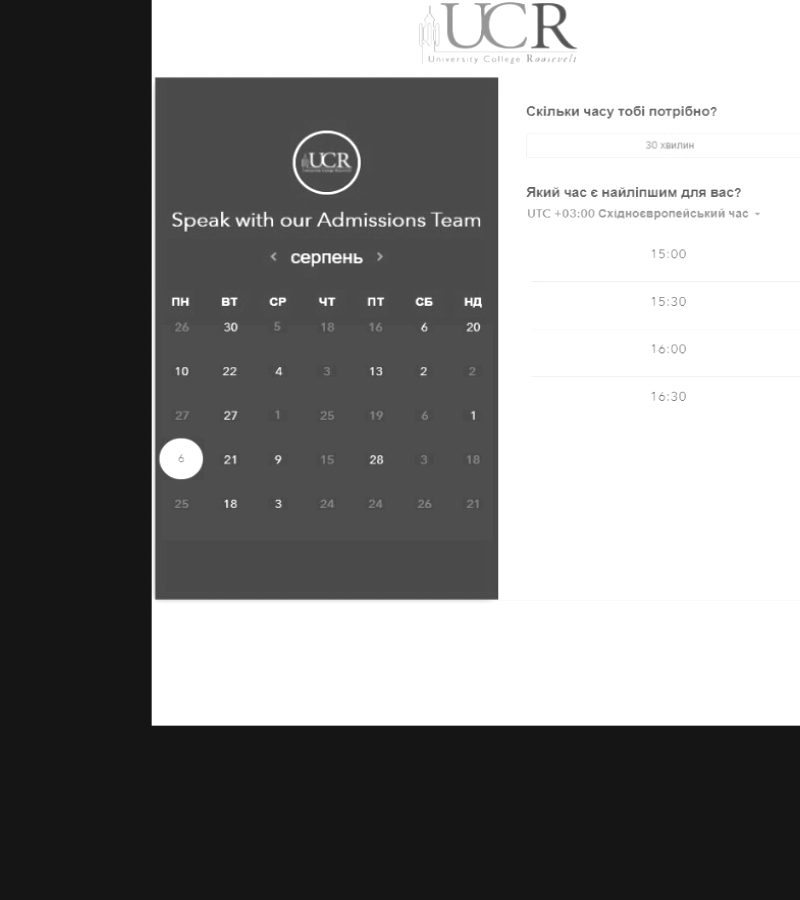 UCR
University College Roosevelt
Скільки часу тобі потрібно?
30 хвилин
UCR
Speak with our Admissions Team
Який час є найліпшим для вас?
UTC +03:00 Східноєвропейський час
серпень
ПН ВТ СР ЧТ ПТ СБ НД
26 30 5 18 16 6 20
10 22 4 3 13 2 2
27 27 1 25 19 6 1
6 21 9 15 28 3 18
25 18 3 24 24 26 21
15:00
15:30
16:00
16:30